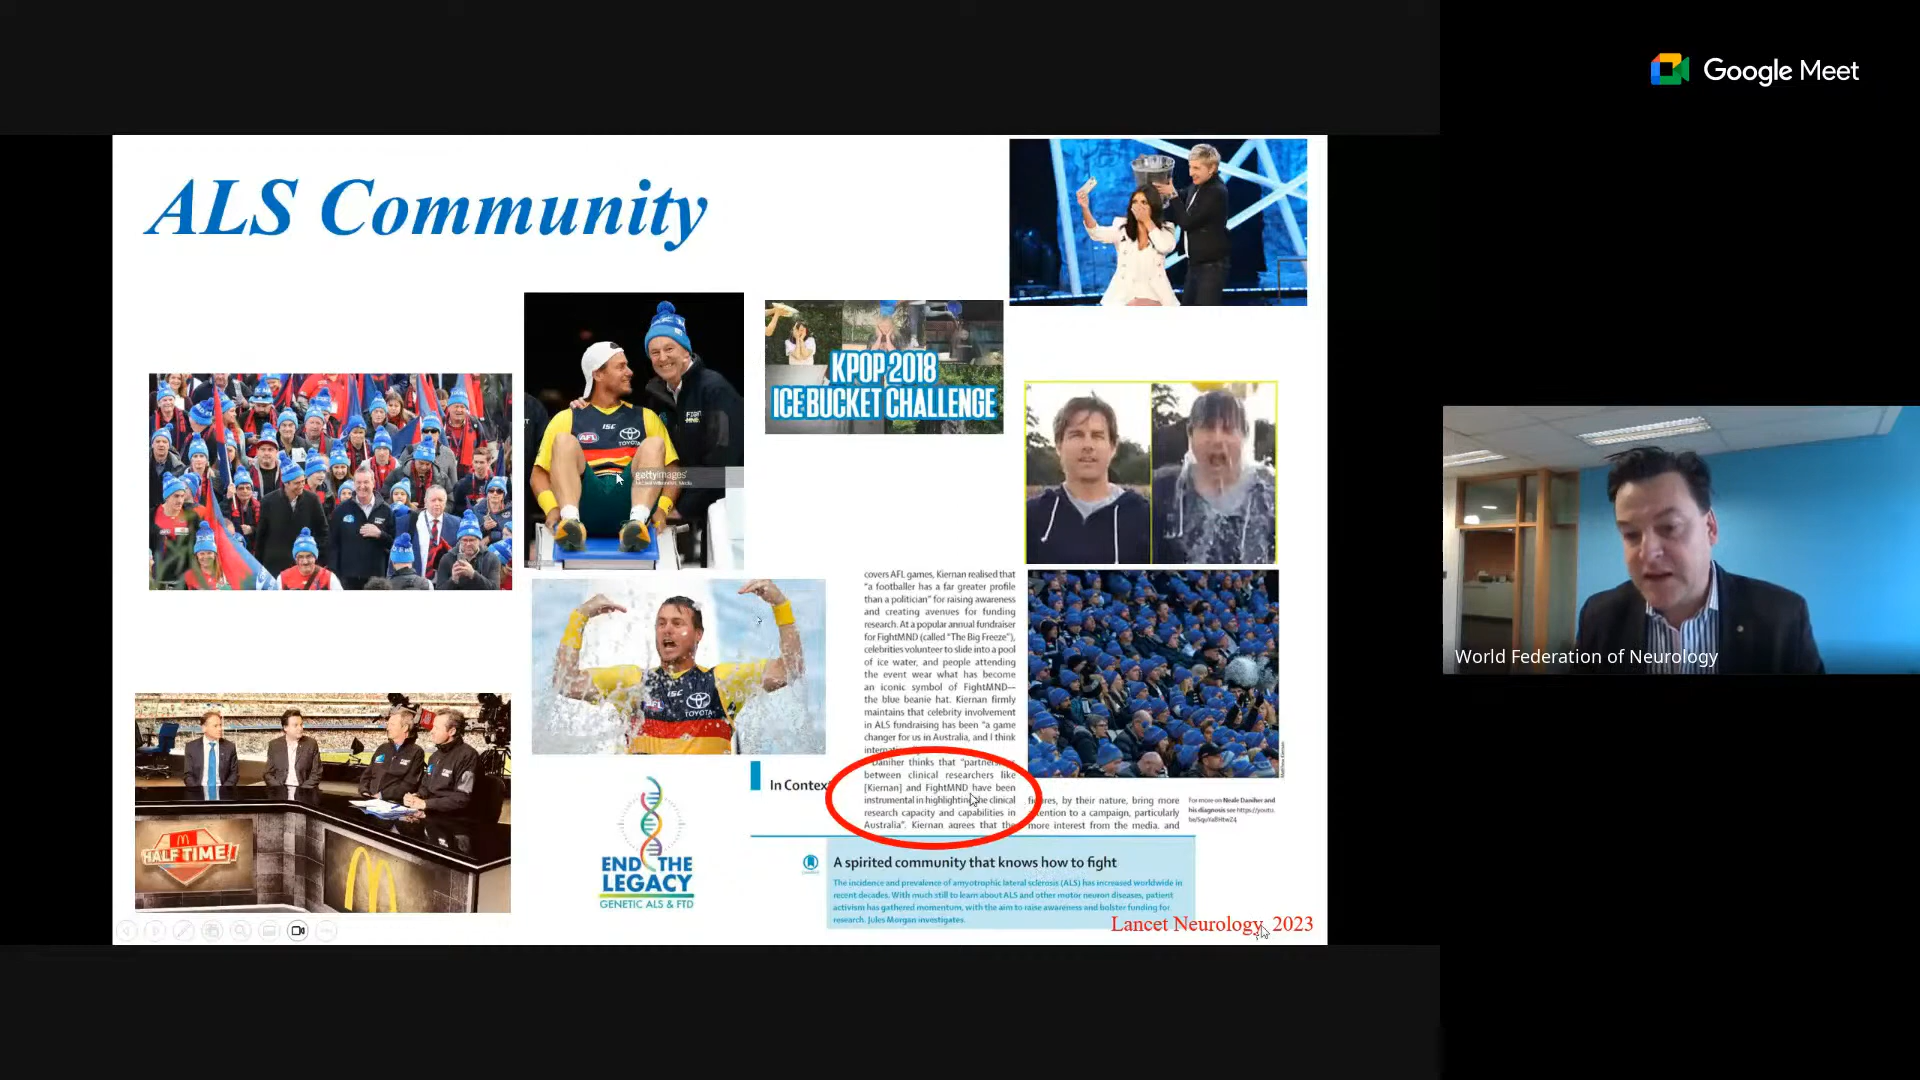 Google Meet
ALS Community
KPOP 2018
ICE BUCKET CHALLENGE
ISC
AFL
TOYOTA
gettyimages
FIGHT
MND
ISC
AFL
TOYOTA
covers AFL games, Kiernan realised that
"a footballer has a far greater profile
than a politician" for raising awareness
and creating avenues for funding
research. At a popular annual fundraiser
for FightMND (called "The Big Freeze"),
celebrities volunteer to slide into a pool
of ice water, and people attending
the event wear what has become
an iconic symbol of FightMND—
the blue beanie hat. Kiernan firmly
maintains that celebrity involvement
in ALS fundraising has been "a game
changer for us in Australia, and I think
Daniher thinks that
between clinical researchers like
[Kiernan] and FightMND have been
instrumental in highlighting the clinical
research capacity and capabilities in
Australia". Kiernan agrees that the
by their nature, bring more
to a campaign, particularly
more interest from the media, and
For more on Neale Daniher and
his diagnosis see
In Context
A spirited community that knows how to fight
The incidence and prevalence of amyotrophic lateral sclerosis (ALS) has increased worldwide in
recent decades. With much still to learn about ALS and other motor neuron diseases, patient
activism has gathered momentum, with the aim to raise awareness and bolster funding for
research. Jules Morgan investigates.
Lancet Neurology, 2023
HALF TIME!
END THE
LEGACY
GENETIC ALS & FTD
World Federation of Neurology